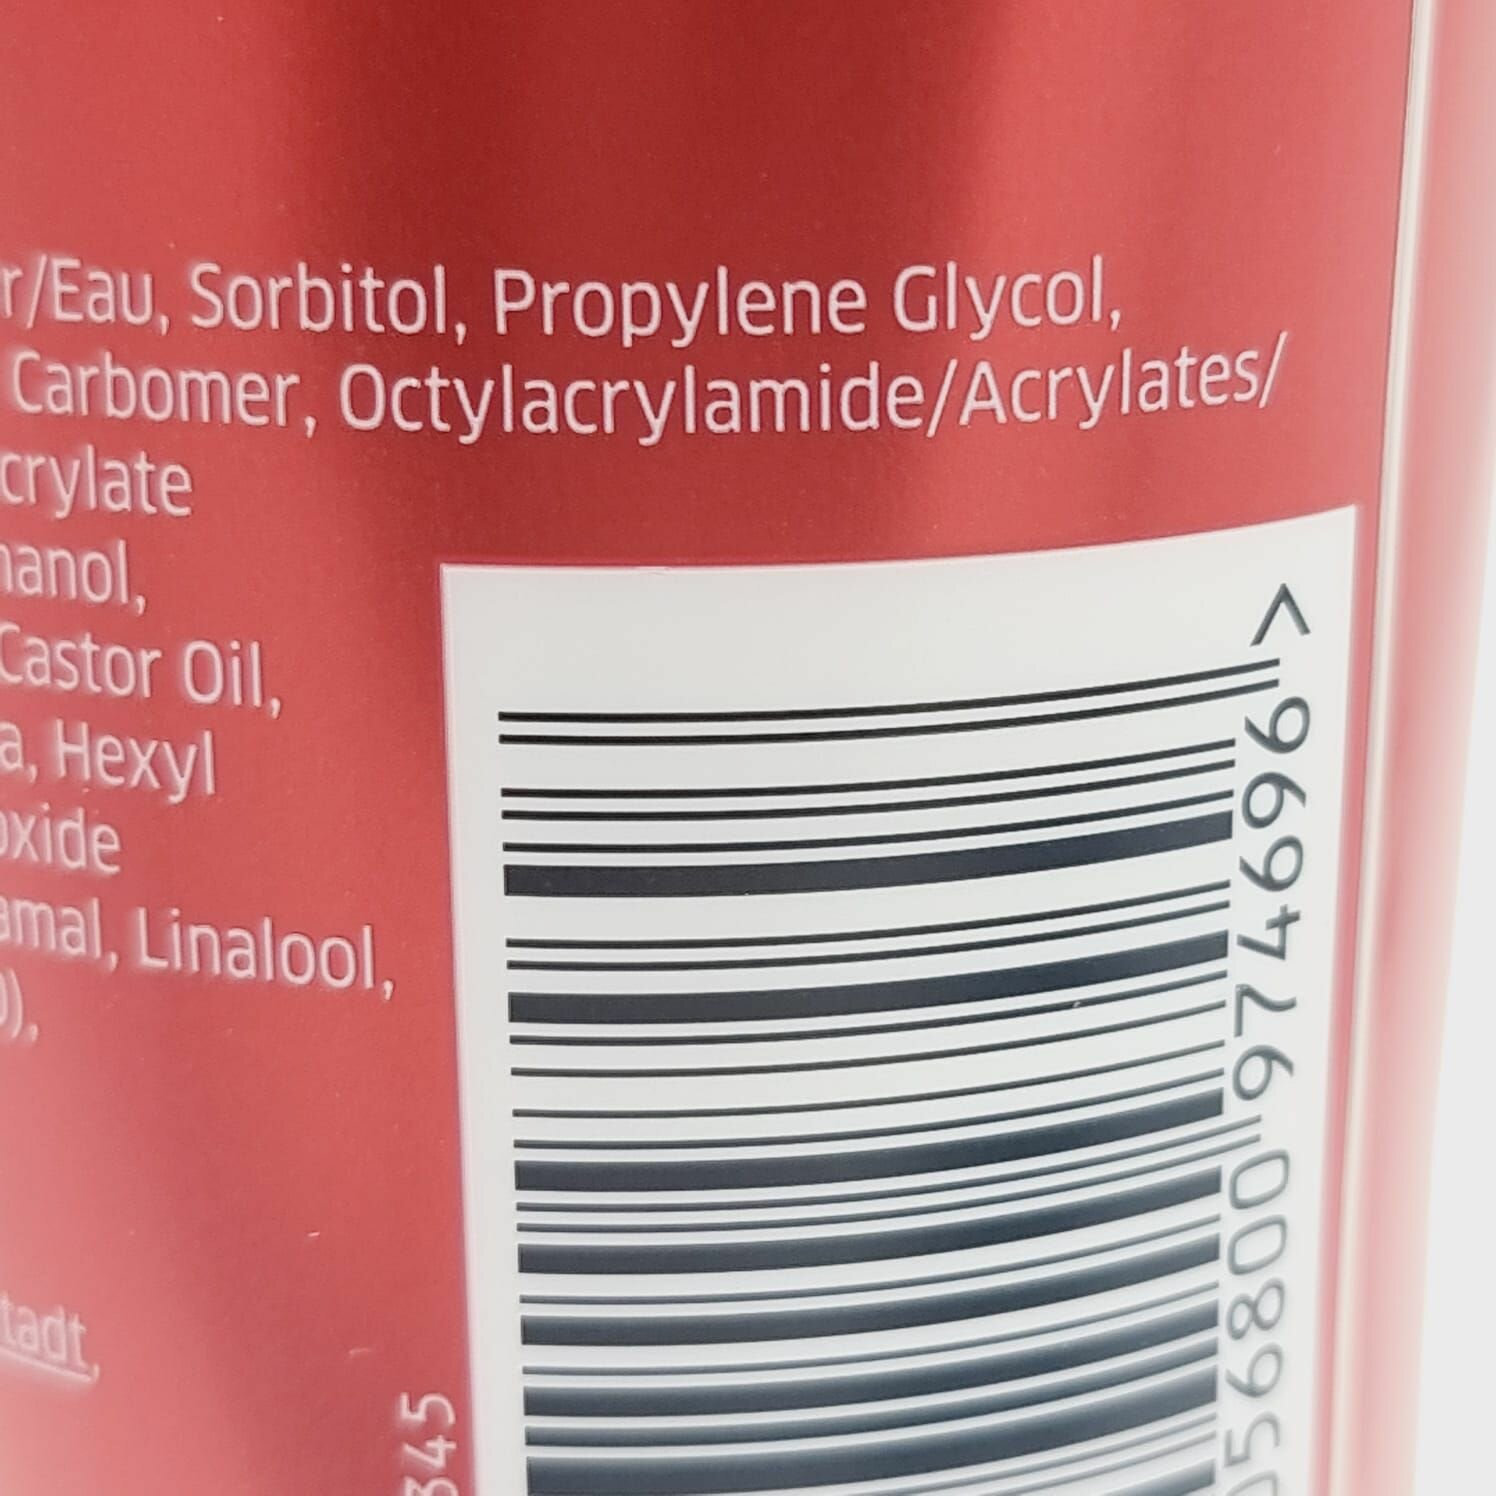 r/Eau, Sorbitol, Propylene Glycol,
Carbomer, Octylacrylamide/Acrylates/
crylate
hanol,
Castor Oil,
a, Hexyl
oxide
amal, Linalool,
0),
tadt,
345
056800 974696 >